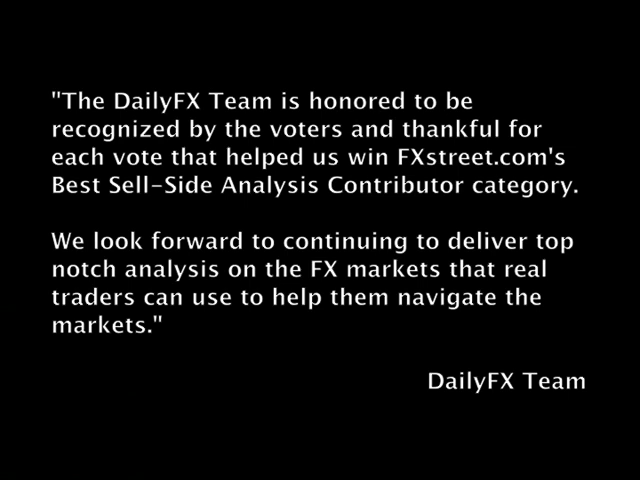 "The DailyFX Team is honored to be
recognized by the voters and thankful for
each vote that helped us win FXstreet.com's
Best Sell-Side Analysis Contributor category.
We look forward to continuing to deliver top
notch analysis on the FX markets that real
traders can use to help them navigate the
markets."
DailyFX Team